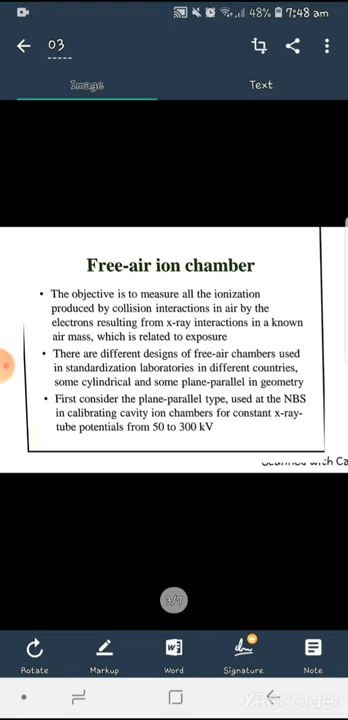 48% 7:48 am
03
Image Text
Free-air ion chamber
• The objective is to measure all the ionization
produced by collision interactions in air by the
electrons resulting from x-ray interactions in a known
air mass, which is related to exposure
• There are different designs of free-air chambers used
in standardization laboratories in different countries,
some cylindrical and some plane-parallel in geometry
• First consider the plane-parallel type, used at the NBS
in calibrating cavity ion chambers for constant x-ray-
tube potentials from 50 to 300 kV
Scanned with Ca
3/7
Rotate Markup Word Signature Note
XRecorder